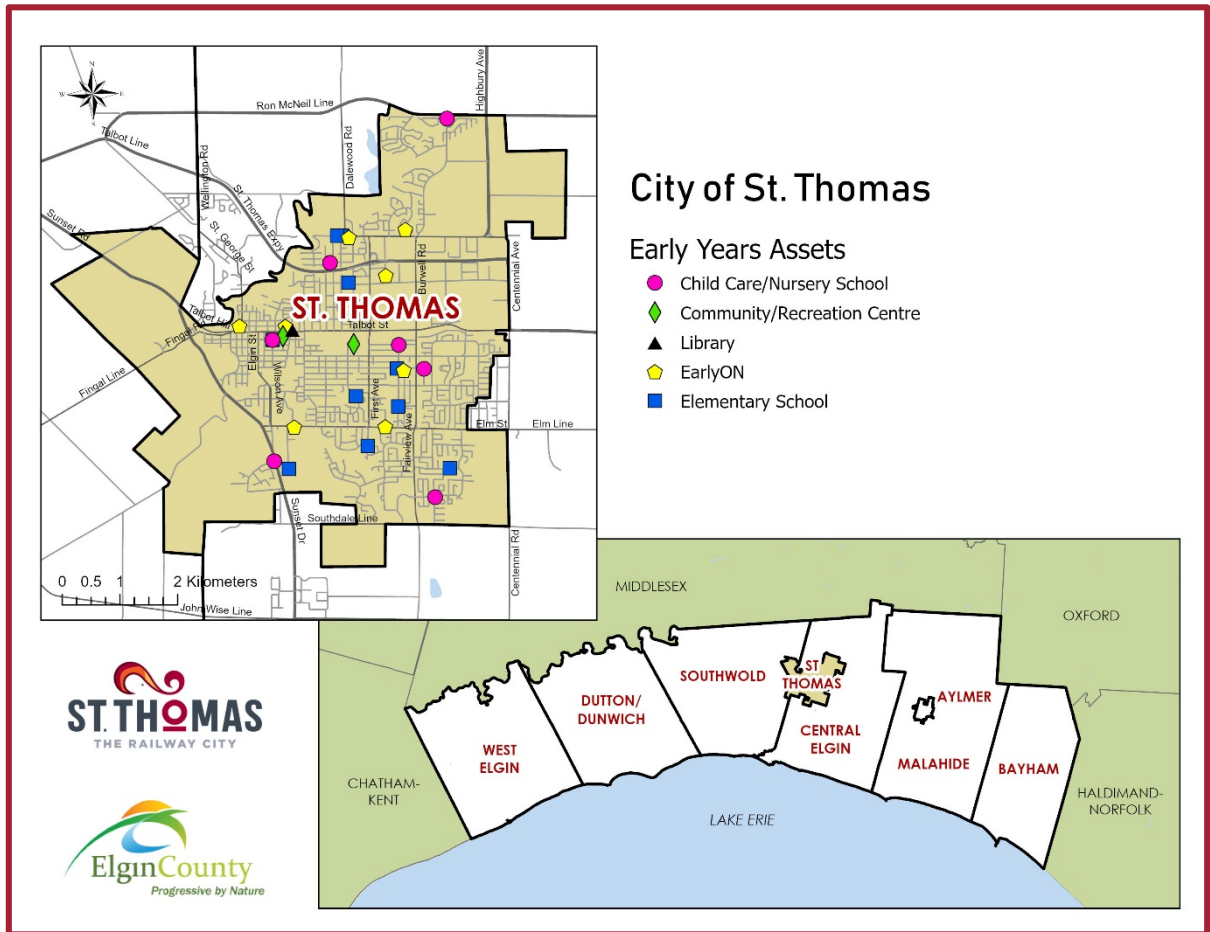 N
W
E
S
Ron McNeil Line
Highbury Ave
Talbot Line
Wellington Rd
Dalewood Rd
St. Thomas Expy
Sunset Rd
St. George St
Burwell Rd
Centennial Ave
ST. THOMAS
Talbot Hill
Talbot St
Fingal Rd
Elgin St
Fingal Line
Wilson Ave
First Ave
Fairview Ave
Elm St
Elm Line
Sunset Dr
Southdale Line
Centennial Rd
0 0.5 1 2 Kilometers
John Wise Line
City of St. Thomas
Early Years Assets
Child Care/Nursery School
Community/Recreation Centre
Library
EarlyON
Elementary School
MIDDLESEX
OXFORD
ST
THOMAS
SOUTHWOLD
DUTTON/
DUNWICH
AYLMER
CENTRAL
ELGIN
WEST
ELGIN
MALAHIDE
BAYHAM
CHATHAM-
KENT
HALDIMAND-
NORFOLK
LAKE ERIE
ST.THOMAS
THE RAILWAY CITY
ElginCounty
Progressive by Nature